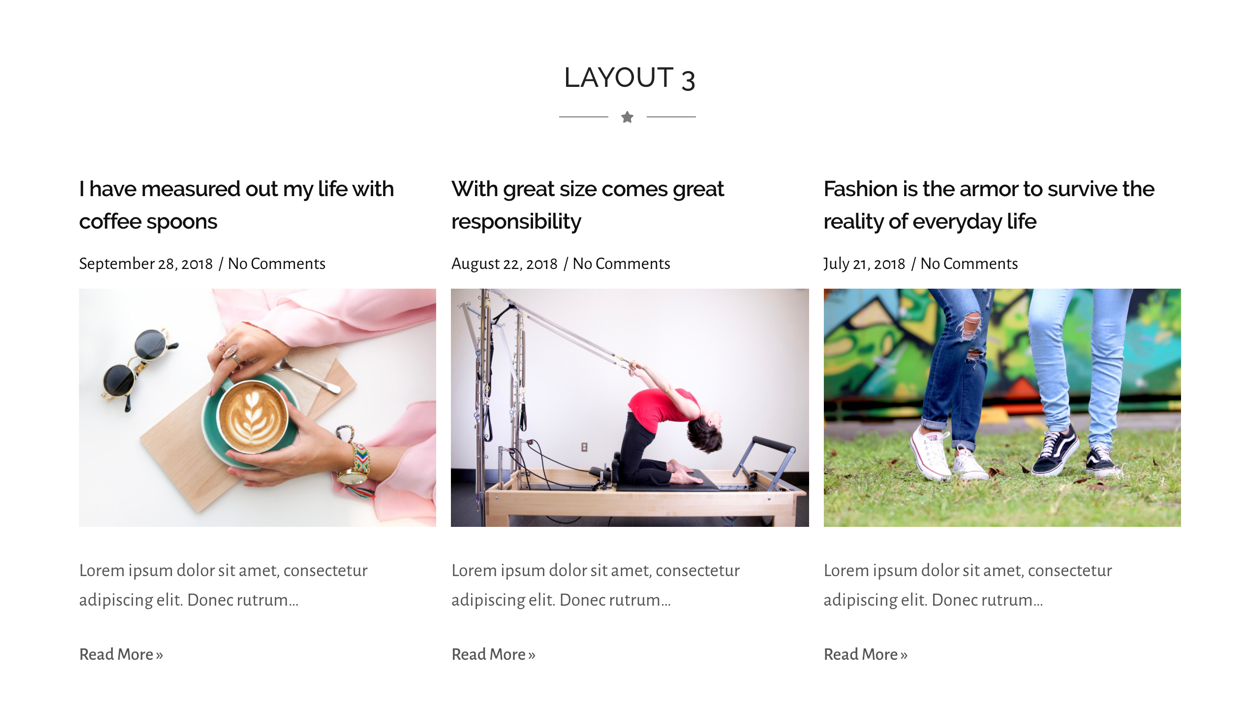 LAYOUT 3
I have measured out my life with
coffee spoons
September 28, 2018 / No Comments
Lorem ipsum dolor sit amet, consectetur
adipiscing elit. Donec rutrum...
Read More »
With great size comes great
responsibility
August 22, 2018 / No Comments
Lorem ipsum dolor sit amet, consectetur
adipiscing elit. Donec rutrum...
Read More »
Fashion is the armor to survive the
reality of everyday life
July 21, 2018 / No Comments
Lorem ipsum dolor sit amet, consectetur
adipiscing elit. Donec rutrum...
Read More »